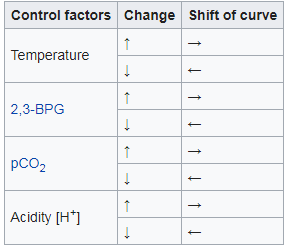 Control factors Change Shift of curve
Temperature ↑ →
↓ ←
2,3-BPG ↑ →
↓ ←
pCO₂ ↑ →
↓ ←
Acidity [H⁺] ↑ →
↓ ←